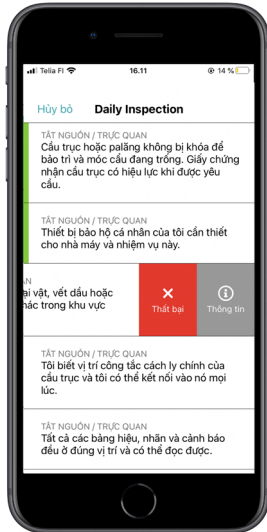 Telia FI 16.11 14 %
Hủy bỏ Daily Inspection
TẮT NGUỒN / TRỰC QUAN
Cầu trục hoặc palăng không bị khóa để
bảo trì và móc cẩu đang trống. Giấy chứng
nhận cầu trục có hiệu lực khi được yêu
cầu.
TẮT NGUỒN / TRỰC QUAN
Thiết bị bảo hộ cá nhân của tôi cần thiết
cho nhà máy và nhiệm vụ này.
AN
ại vật, vết dầu hoặc
hác trong khu vực
Thất bại
Thông tin
TẮT NGUỒN / TRỰC QUAN
Tôi biết vị trí công tắc cách ly chính của
cầu trục và tôi có thể kết nối vào nó mọi
lúc.
TẮT NGUỒN / TRỰC QUAN
Tất cả các bảng hiệu, nhãn và cảnh báo
đều ở đúng vị trí và có thể đọc được.